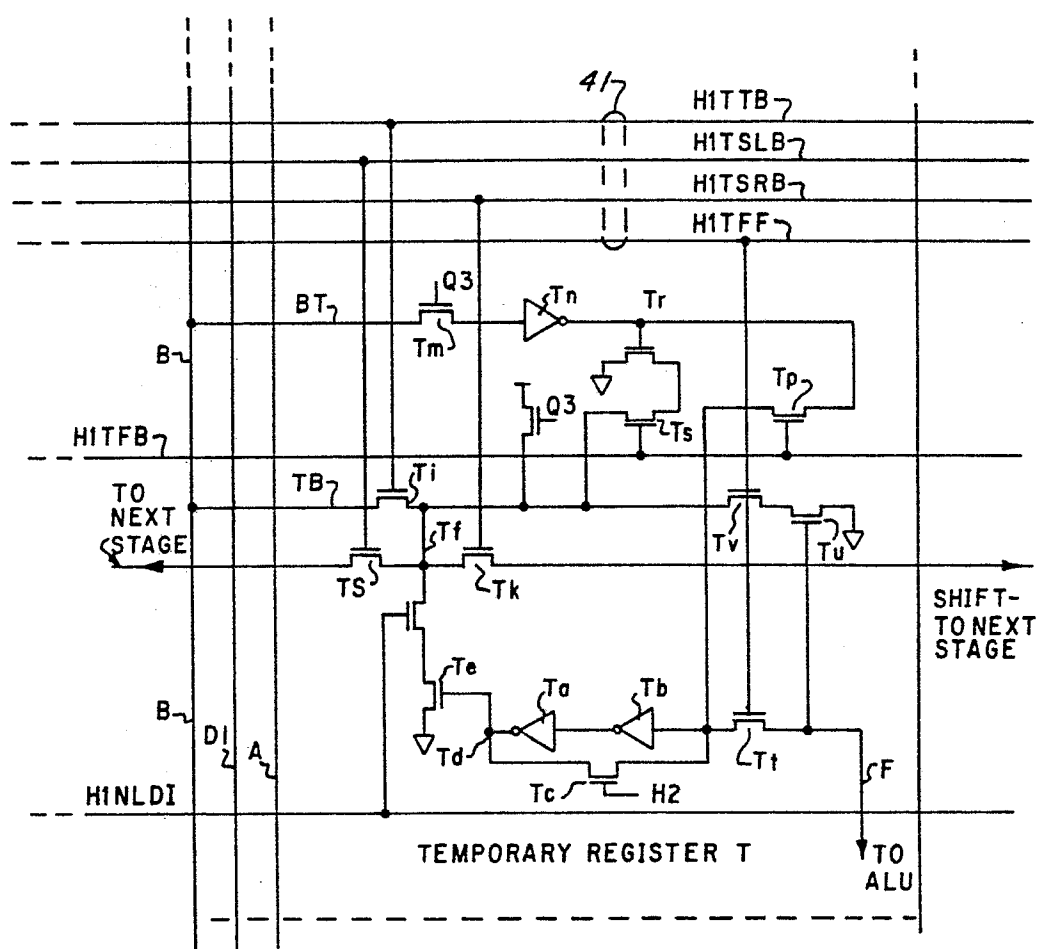 41
H1TTB
H1TSLB
H1TSRB
H1TFF
Q3
BT
Tn
Tr
Tm
B
Tp
Q3
Ts
H1TFB
TB
Ti
TO
NEXT
STAGE
Tf
Tv
Tu
TS
Tk
SHIFT-
TO NEXT
STAGE
Te
Ta
Tb
B
D1
A
Td
Tt
F
Tc
H2
H1NLDI
TEMPORARY REGISTER T
TO
ALU